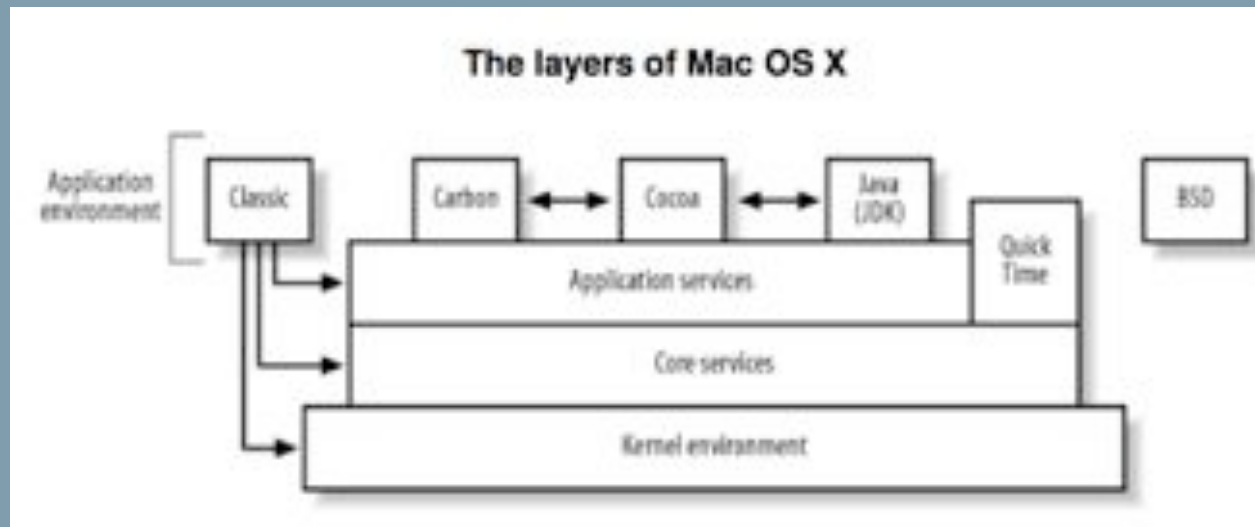 The layers of Mac OS X
Application
environment
Classic
Carbon
Cocoa
Java
(JDK)
Quick
Time
BSD
Application services
Core services
Kernel environment